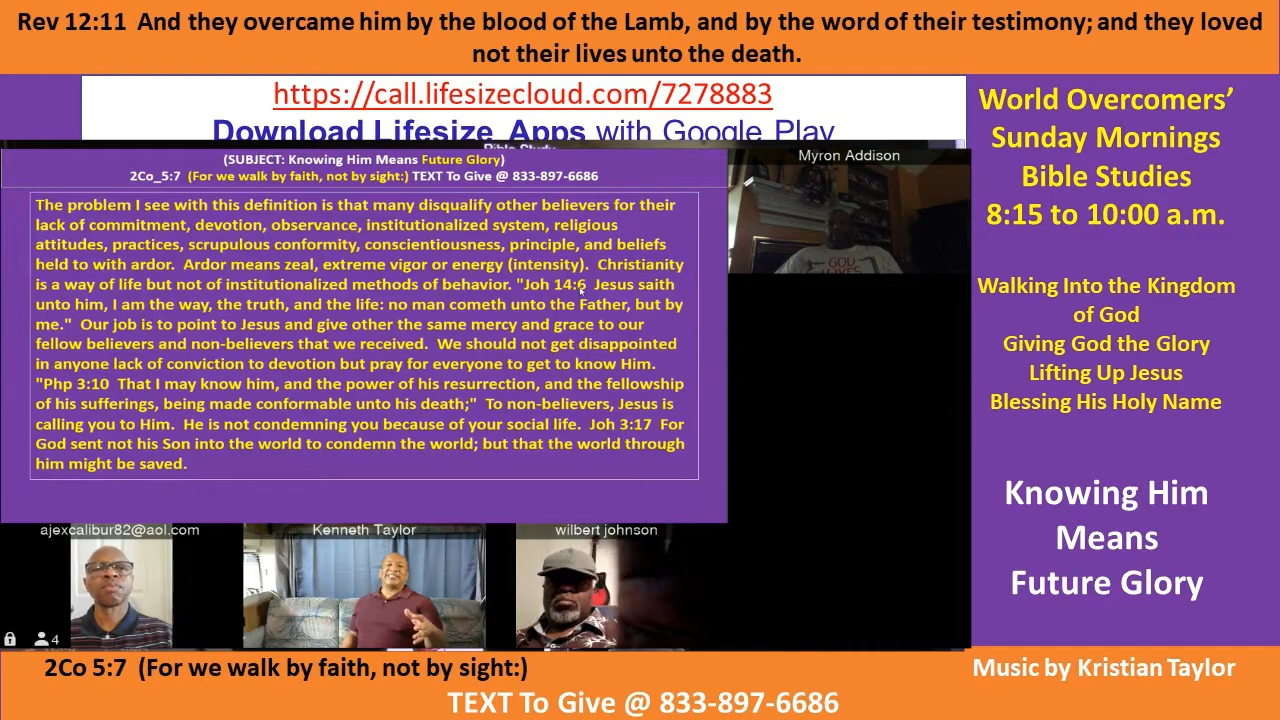 Rev 12:11 And they overcame him by the blood of the Lamb, and by the word of their testimony; and they loved
not their lives unto the death.
https://call.lifesizecloud.com/7278883
Download Lifesize Apps with Google Play
Bible Study
(SUBJECT: Knowing Him Means Future Glory)
2Co_5:7 (For we walk by faith, not by sight:) TEXT To Give @ 833-897-6686
The problem I see with this definition is that many disqualify other believers for their
lack of commitment, devotion, observance, institutionalized system, religious
attitudes, practices, scrupulous conformity, conscientiousness, principle, and beliefs
held to with ardor. Ardor means zeal, extreme vigor or energy (intensity). Christianity
is a way of life but not of institutionalized methods of behavior. "Joh 14:6 Jesus saith
unto him, I am the way, the truth, and the life: no man cometh unto the Father, but by
me." Our job is to point to Jesus and give other the same mercy and grace to our
fellow believers and non-believers that we received. We should not get disappointed
in anyone lack of conviction to devotion but pray for everyone to get to know Him.
"Php 3:10 That I may know him, and the power of his resurrection, and the fellowship
of his sufferings, being made conformable unto his death;" To non-believers, Jesus is
calling you to Him. He is not condemning you because of your social life. Joh 3:17 For
God sent not his Son into the world to condemn the world; but that the world through
him might be saved.
Myron Addison
GOD
ajexcalibur82@aol.com
Kenneth Taylor
wilbert johnson
4
World Overcomers'
Sunday Mornings
Bible Studies
8:15 to 10:00 a.m.
Walking Into the Kingdom
of God
Giving God the Glory
Lifting Up Jesus
Blessing His Holy Name
Knowing Him
Means
Future Glory
2Co 5:7 (For we walk by faith, not by sight:)
Music by Kristian Taylor
TEXT To Give @ 833-897-6686